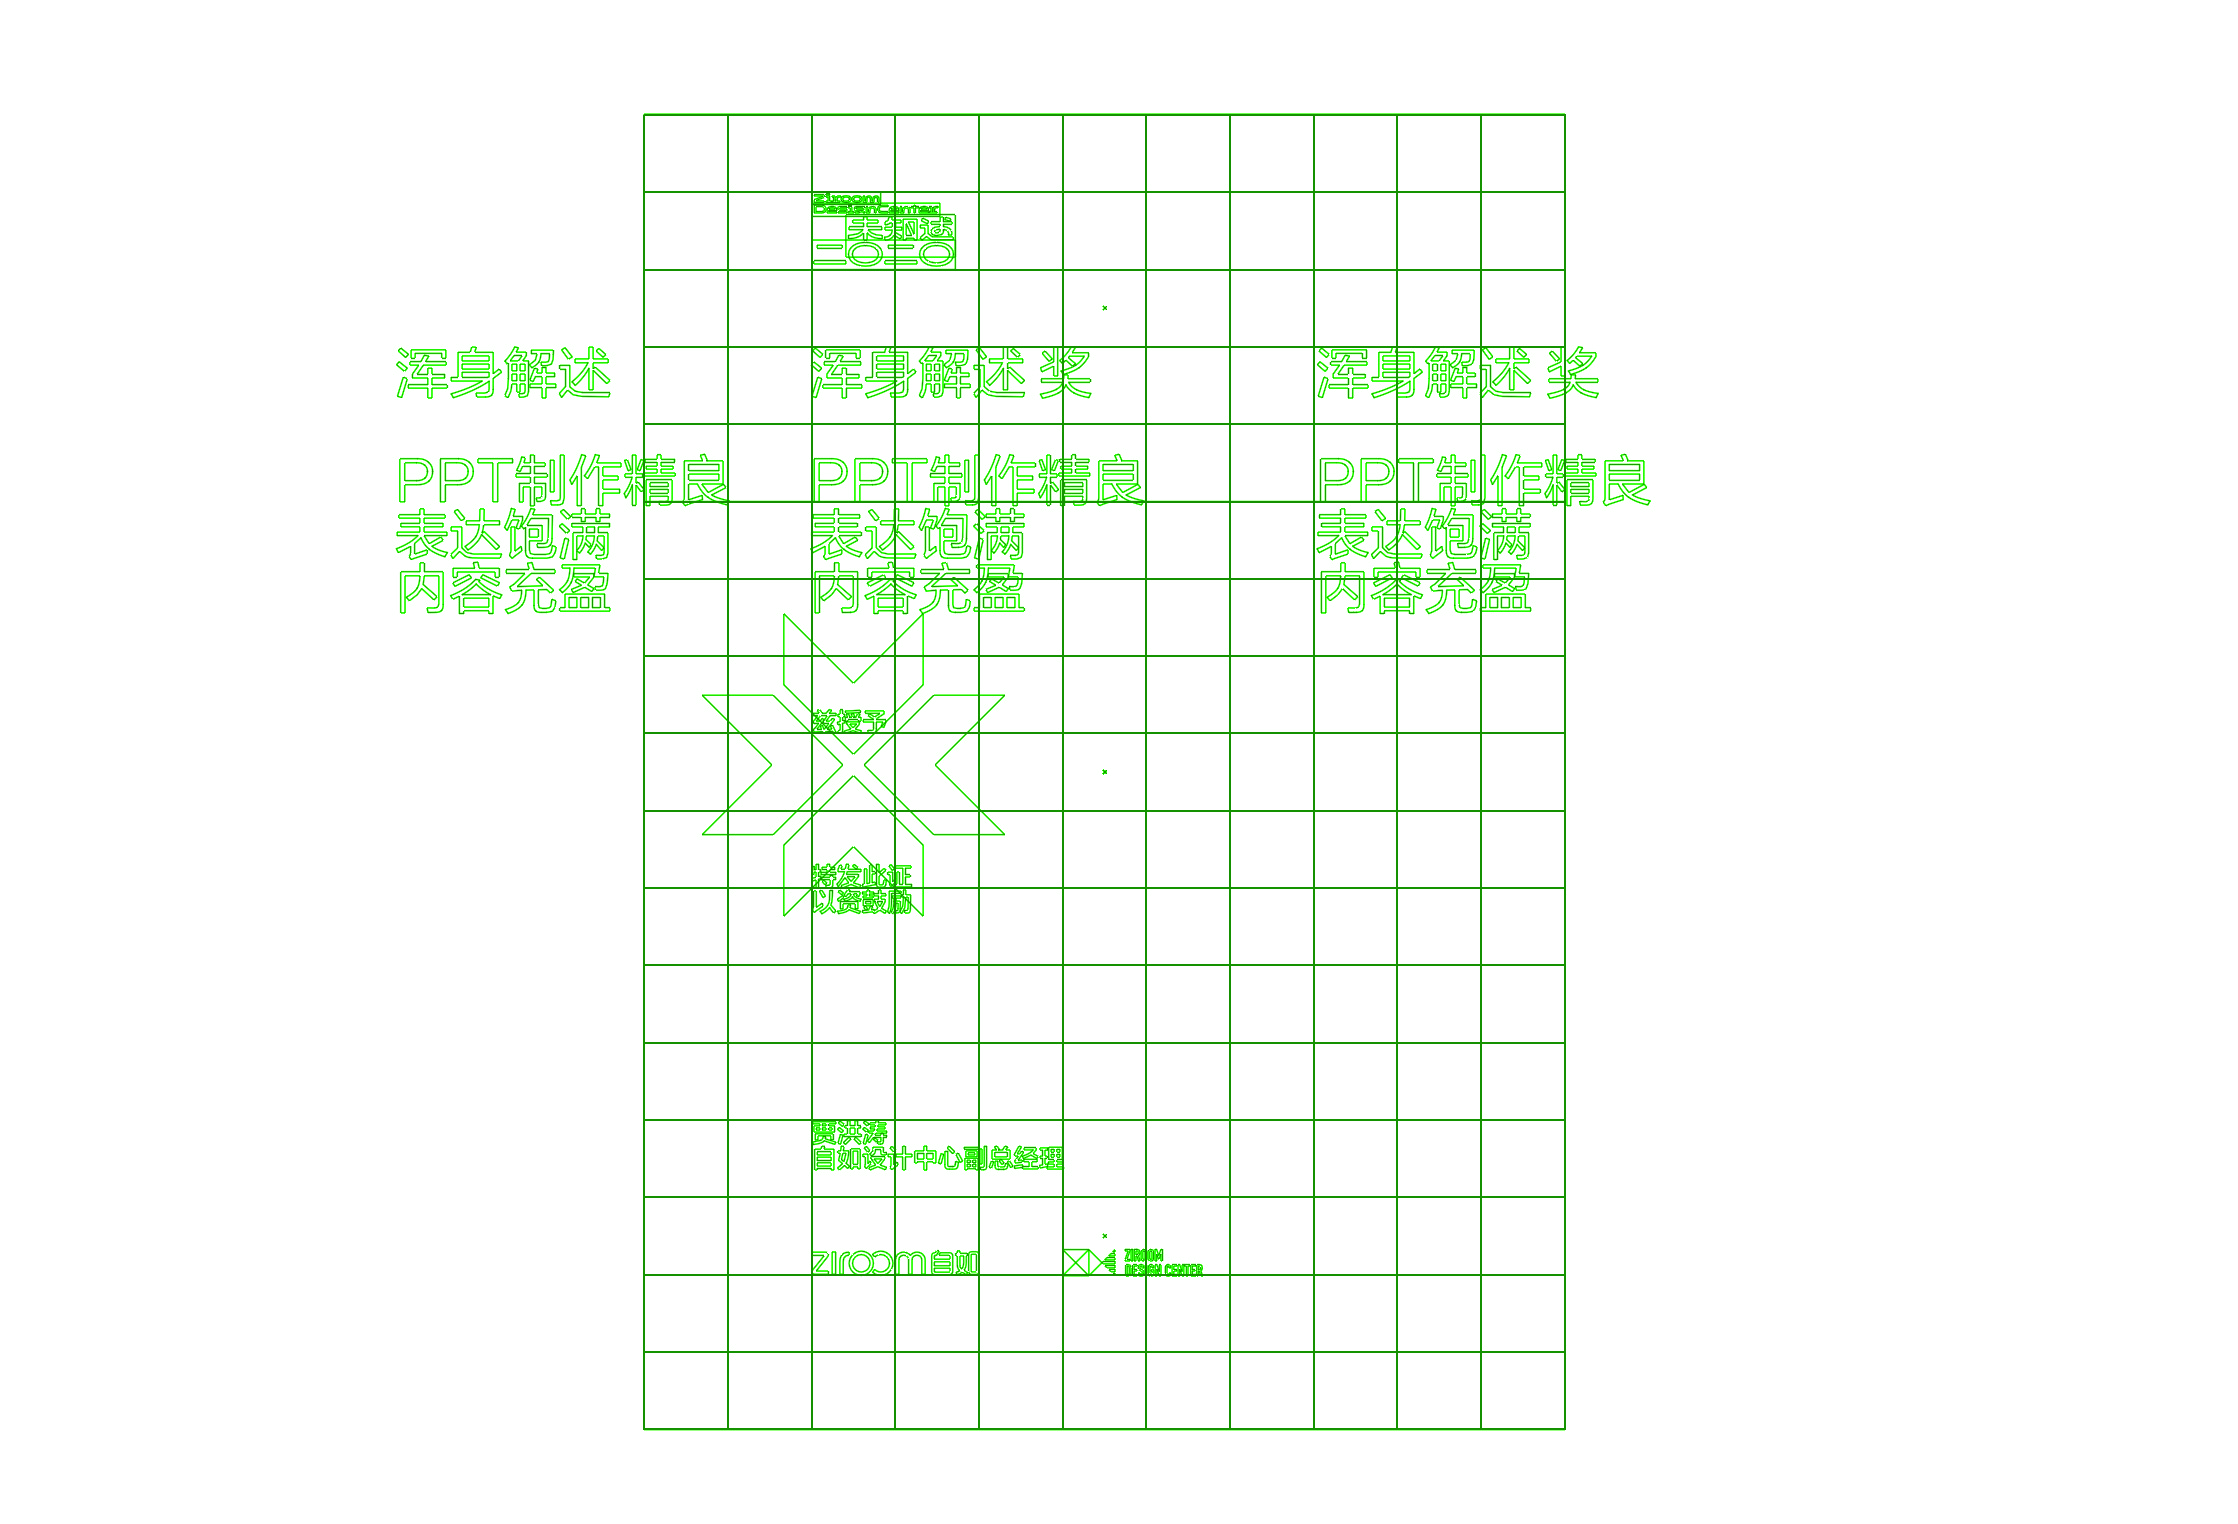 Ziroom
DesignCenter
未知述
二〇二〇
浑身解述
浑身解述 奖
浑身解述 奖
PPT制作精良
表达饱满
内容充盈
PPT制作精良
表达饱满
内容充盈
PPT制作精良
表达饱满
内容充盈
兹授予
特发此证
以资鼓励
贾洪涛
自如设计中心副总经理
ziroom 自如
ZIROOM
DESIGN CENTER